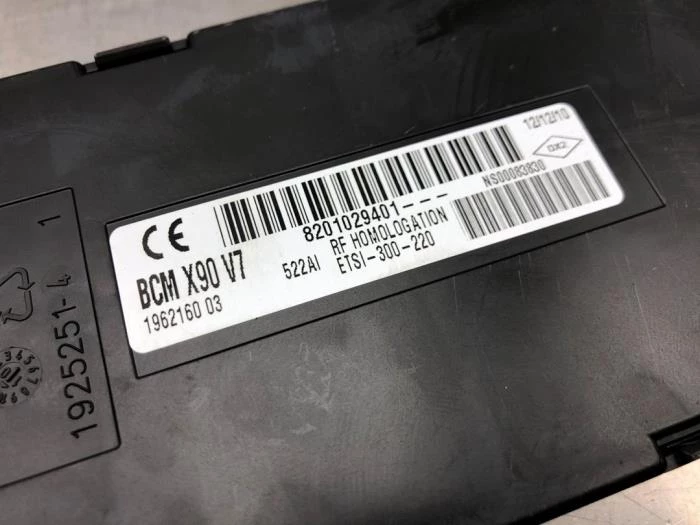 12/12/10
CE
8201029401---
DX2
BCM X90 V7
522AI
RF HOMOLOGATION
NS00083830
1962160 03
ETSI-300-220
1925251-4 1